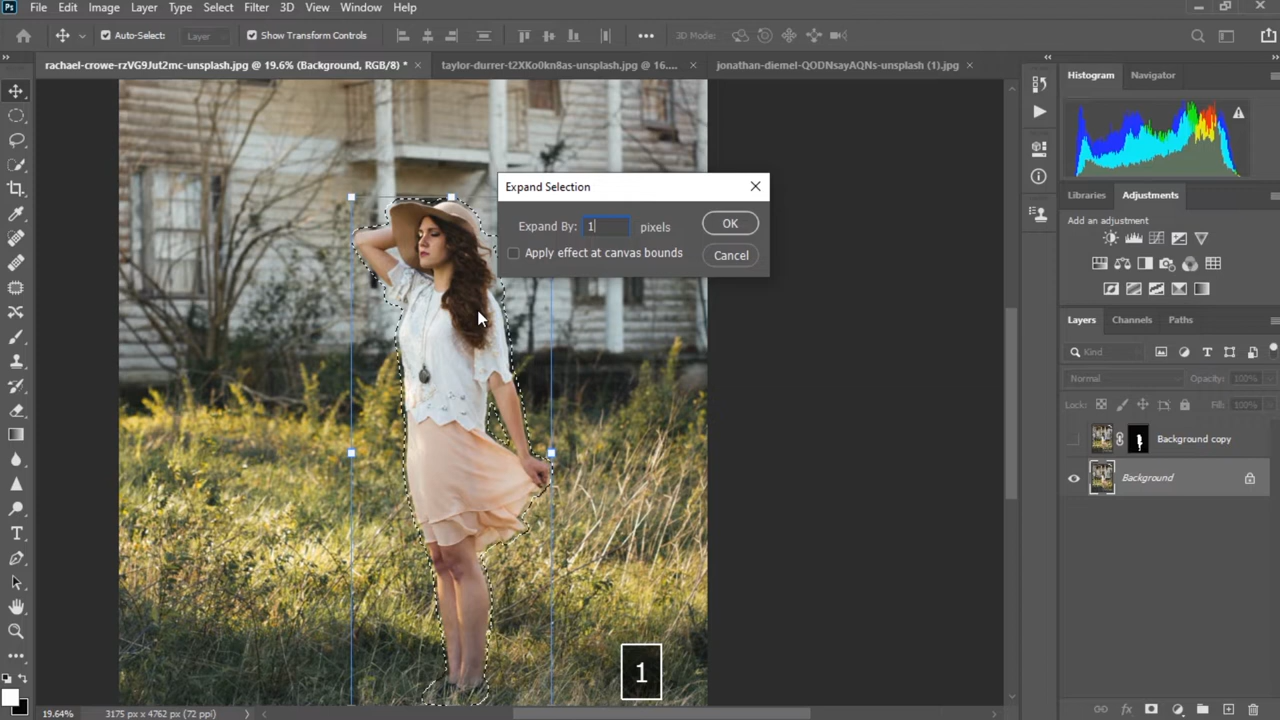 Ps File Edit Image Layer Type Select Filter 3D View Window Help
Auto-Select: Layer Show Transform Controls 3D Mode:
rachael-crowe-rzVG9Jut2mc-unsplash.jpg @ 19.6% (Background, RGB/8) * taylor-durrer-t2XKo0kn8as-unsplash.jpg @ 16.... jonathan-diemel-QODNsayAQNs-unsplash (1).jpg
Histogram Navigator
Expand Selection
Expand By: 1 pixels OK
Apply effect at canvas bounds Cancel
Libraries Adjustments
Add an adjustment
Layers Channels Paths
Kind
Normal Opacity: 100%
Lock: Fill: 100%
Background copy
Background
1
19.64% 3175 px x 4762 px (72 ppi)